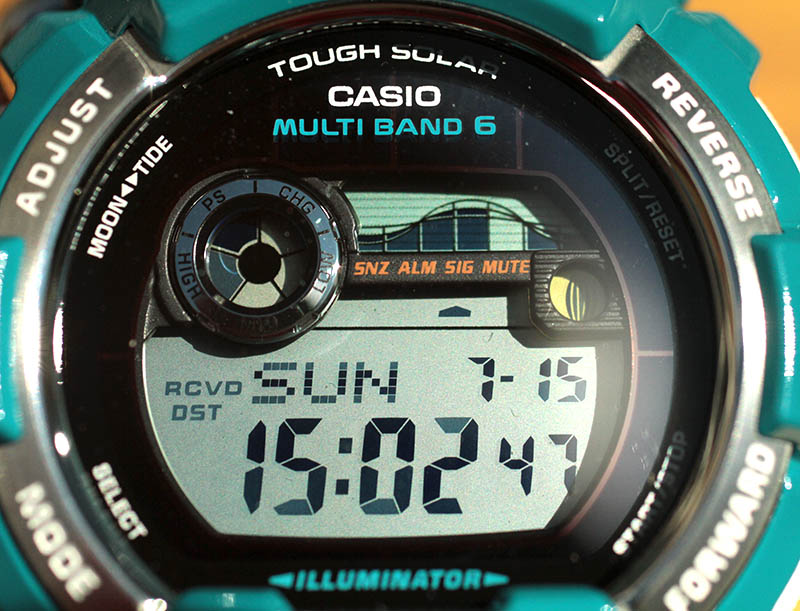 TOUGH SOLAR
CASIO
MULTI BAND 6
ADJUST
REVERSE
MOON◄►TIDE
SPLIT/RESET
PS
CHG
HIGH
SNZ ALM SIG MUTE
RCVD
DST
SUN 7-15
15:02 47
SELECT
START/STOP
MODE
FORWARD
◄ILLUMINATOR►